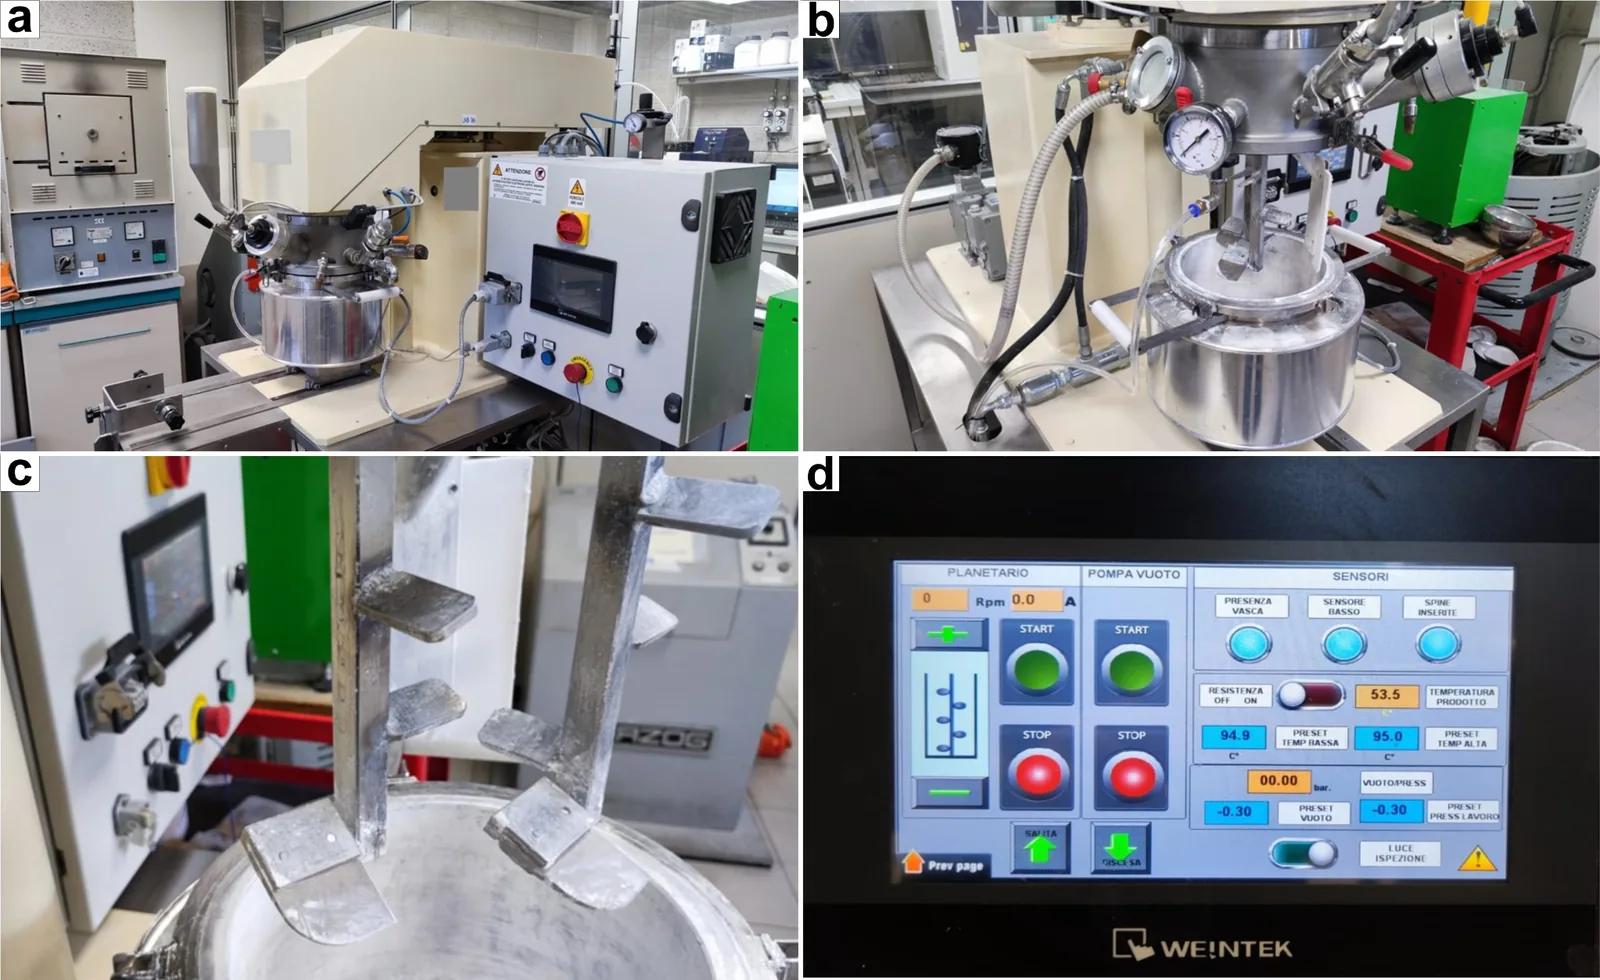 a
ATTENZIONE
WEINTEK
b
c
AZOG
d
PLANETARIO
POMPA VUOTO
SENSORI
0 Rpm 0.0 A
START
START
STOP
STOP
SALITA
DISCESA
Prev page
PRESENZA
VASCA
SENSORE
BASSO
SPINE
INSERITE
RESISTENZA
OFF ON
53.5
C°
TEMPERATURA
PRODOTTO
94.9
C°
PRESET
TEMP BASSA
95.0
C°
PRESET
TEMP ALTA
00.00 bar.
VUOTO/PRESS
-0.30
PRESET
VUOTO
-0.30
PRESET
PRESS LAVORO
LUCE
ISPEZIONE
WEINTEK